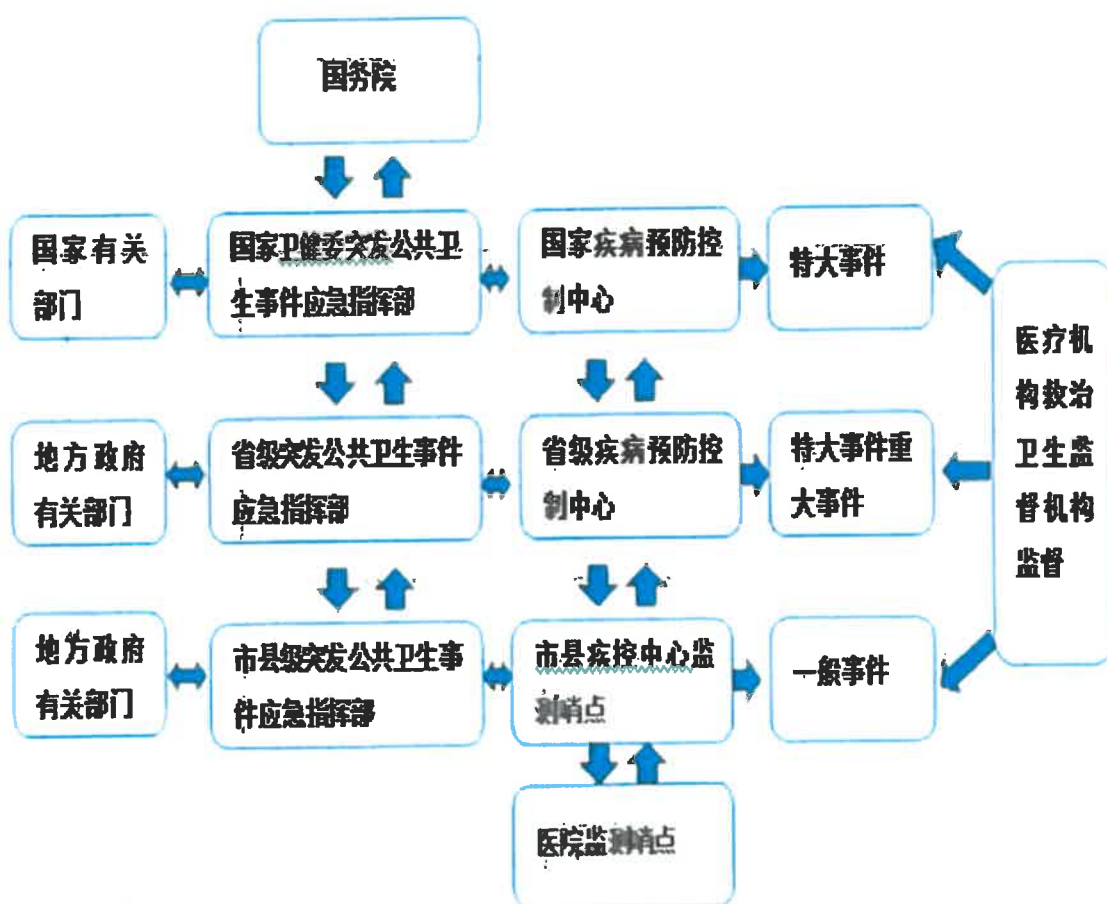 国务院
国家有关
部门
国家卫健委突发公共卫
生事件应急指挥部
国家疾病预防控
制中心
特大事件
医疗机
构救治
卫生监
督机构
监督
地方政府
有关部门
省级突发公共卫生事件
应急指挥部
省级疾病预防控
制中心
特大事件重
大事件
地方政府
有关部门
市县级突发公共卫生事
件应急指挥部
市县疾控中心监
测哨点
一般事件
医院监测哨点